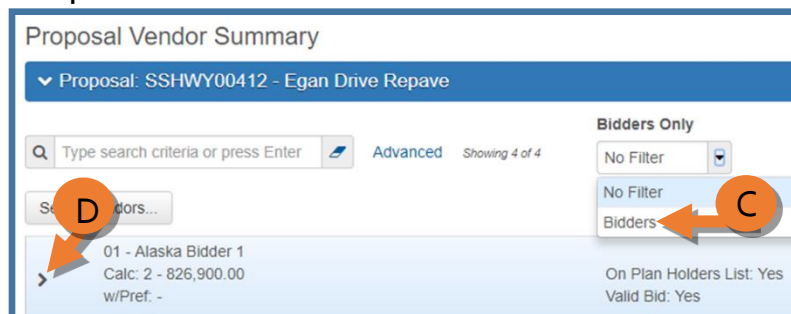 Proposal Vendor Summary
Proposal: SSHWY00412 - Egan Drive Repave
Bidders Only
Type search criteria or press Enter Advanced Showing 4 of 4 No Filter
No Filter
Bidders C
D
01 - Alaska Bidder 1
Calc: 2 - 826,900.00 On Plan Holders List: Yes
w/Pref: - Valid Bid: Yes